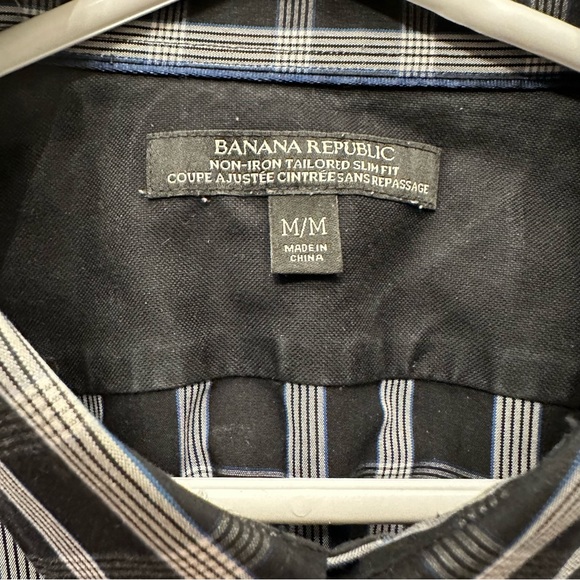 BANANA REPUBLIC
NON-IRON TAILORED SLIM FIT
COUPE AJUSTÉE CINTRÉE SANS REPASSAGE
M/M
MADE IN
CHINA